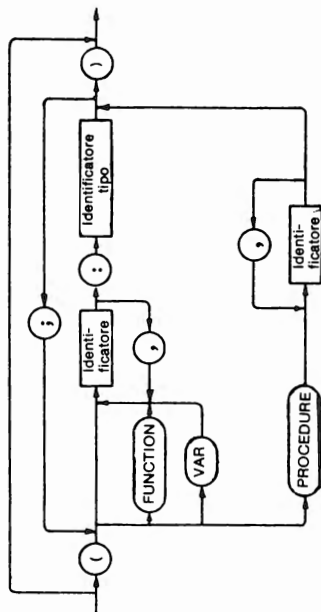 (
;
)
Identi-
ficatore
:
Identificatore
tipo
,
FUNCTION
VAR
PROCEDURE
,
Identi-
ficatore